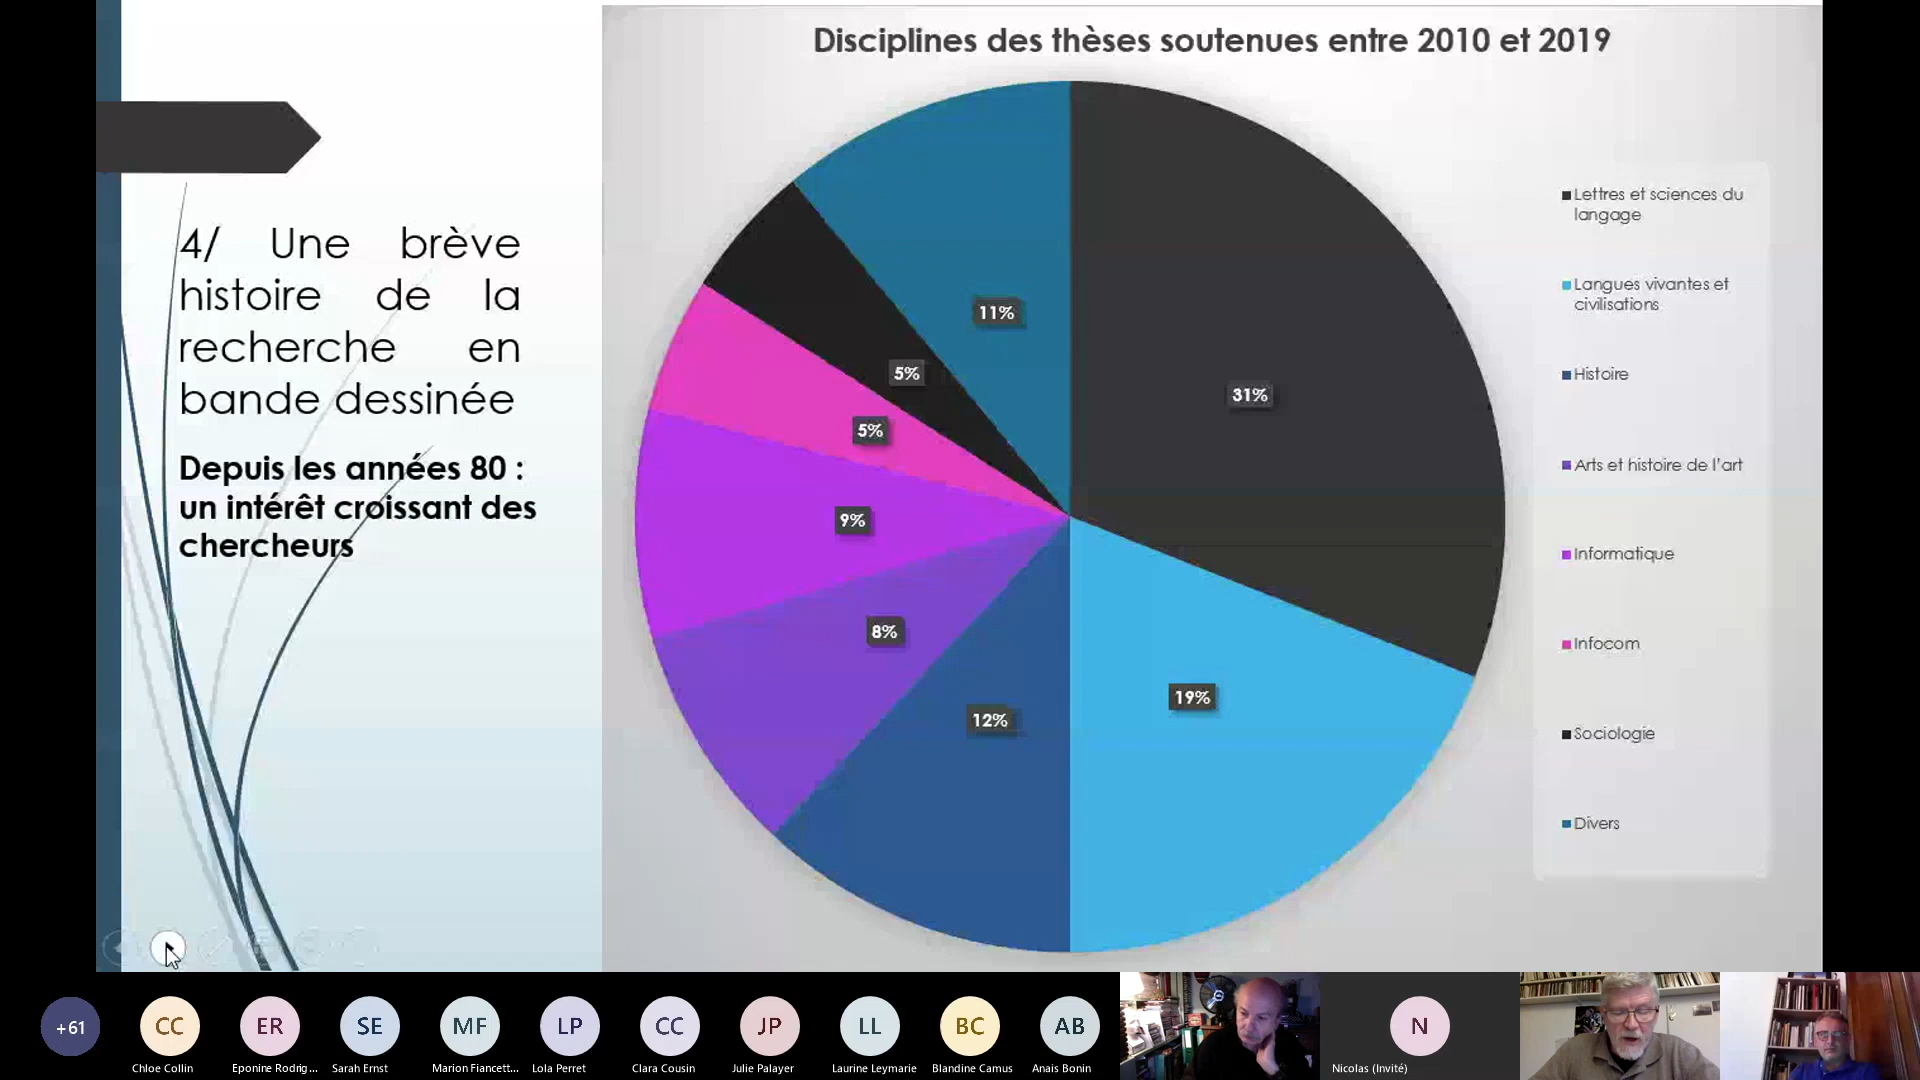 Disciplines des thèses soutenues entre 2010 et 2019
4/ Une brève
histoire de la
recherche en
bande dessinée
Depuis les années 80 :
un intérêt croissant des
chercheurs
11%
5%
5%
9%
8%
12%
31%
19%
Lettres et sciences du
langage
Langues vivantes et
civilisations
Histoire
Arts et histoire de l'art
Informatique
Infocom
Sociologie
Divers
+61
CC
ER
SE
MF
LP
CC
JP
LL
BC
AB
N
Chloe Collin
Eponine Rodrig...
Sarah Ernst
Marion Fiancett...
Lola Perret
Clara Cousin
Julie Palayer
Laurine Leymarie
Blandine Camus
Anais Bonin
Nicolas (Invité)